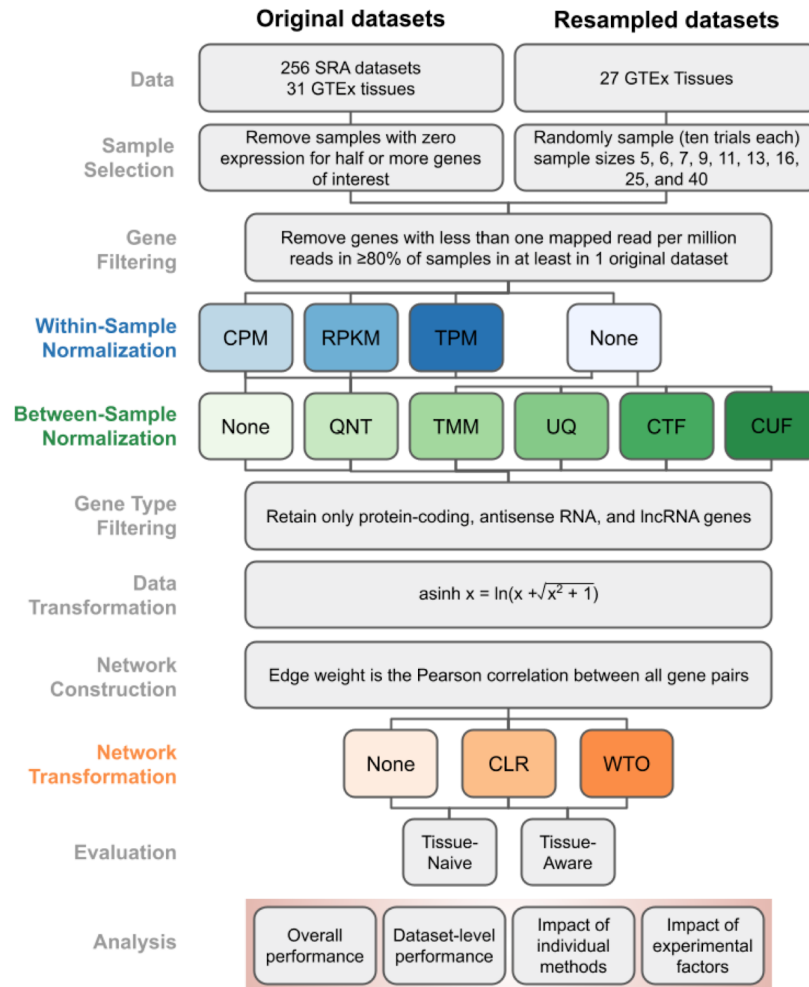 Original datasets
Resampled datasets
Data
256 SRA datasets
31 GTEx tissues
27 GTEx Tissues
Sample
Selection
Remove samples with zero
expression for half or more genes
of interest
Randomly sample (ten trials each)
sample sizes 5, 6, 7, 9, 11, 13, 16,
25, and 40
Gene
Filtering
Remove genes with less than one mapped read per million
reads in ≥80% of samples in at least in 1 original dataset
Within-Sample
Normalization
CPM
RPKM
TPM
None
Between-Sample
Normalization
None
QNT
TMM
UQ
CTF
CUF
Gene Type
Filtering
Retain only protein-coding, antisense RNA, and lncRNA genes
Data
Transformation
asinh x = ln(x +√x² + 1)
Network
Construction
Edge weight is the Pearson correlation between all gene pairs
Network
Transformation
None
CLR
WTO
Evaluation
Tissue-
Naive
Tissue-
Aware
Analysis
Overall
performance
Dataset-level
performance
Impact of
individual
methods
Impact of
experimental
factors